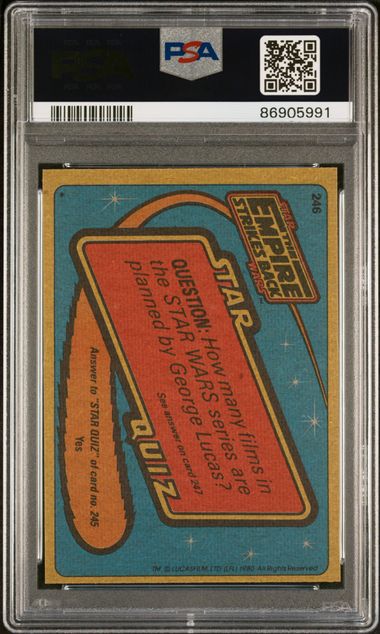 PSA
PSA
86905991
246
STAR
THE
EMPIRE
STRIKES BACK
WARS
TM
STAR
QUESTION: How many films in
the STAR WARS series are
planned by George Lucas?
See answer on card 247
QUIZ
Answer to "STAR QUIZ" of card no. 245
Yes
TM: © LUCASFILM, LTD. (LFL) 1980. All Rights Reserved
*